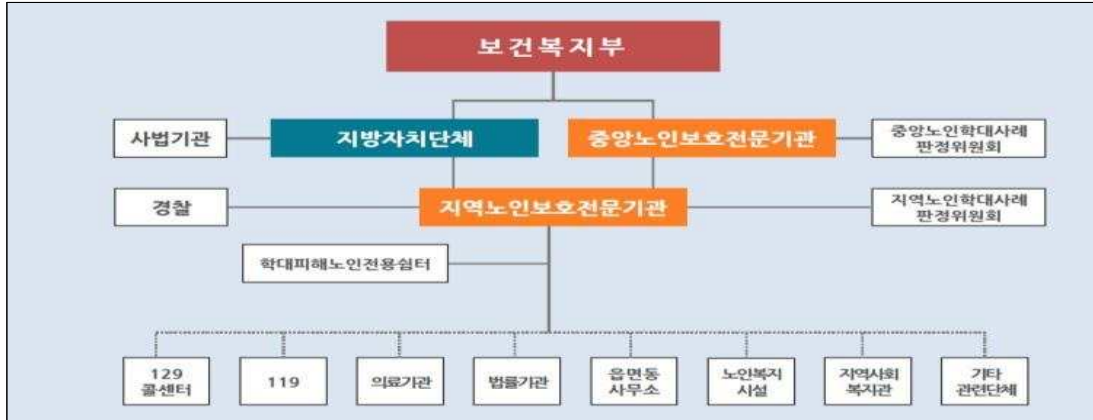 보건복지부
사법기관
지방자치단체
중앙노인보호전문기관
중앙노인학대사례
판정위원회
경찰
지역노인보호전문기관
지역노인학대사례
판정위원회
학대피해노인전용쉼터
129
콜센터
119
의료기관
법률기관
읍면동
사무소
노인복지
시설
지역사회
복지관
기타
관련단체